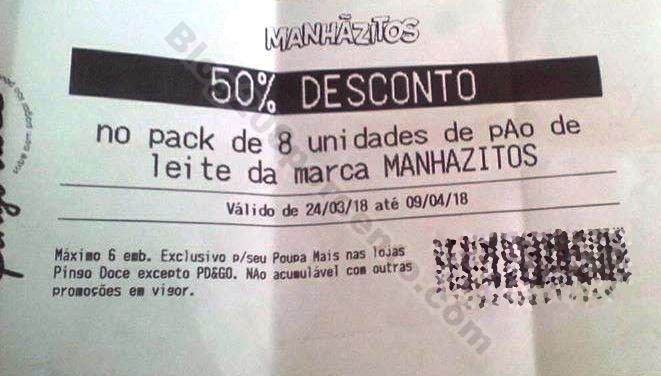 MANHÃZITOS
50% DESCONTO
no pack de 8 unidades de pAo de
leite da marca MANHAZITOS
Válido de 24/03/18 até 09/04/18
Máximo 6 emb. Exclusivo p/seu Poupa Mais nas lojas
Pingo Doce excepto PD&GO. NÃo acumulável com outras
promoções em vigor.